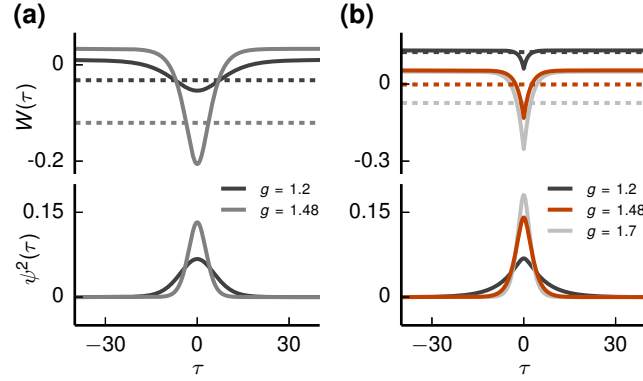 (a)
(b)
0
-0.2
W(τ)
0
-0.3
0.15
0
ψ²(τ)
g = 1.2
g = 1.48
0.15
0
g = 1.2
g = 1.48
g = 1.7
−30
0
30
τ
−30
0
30
τ